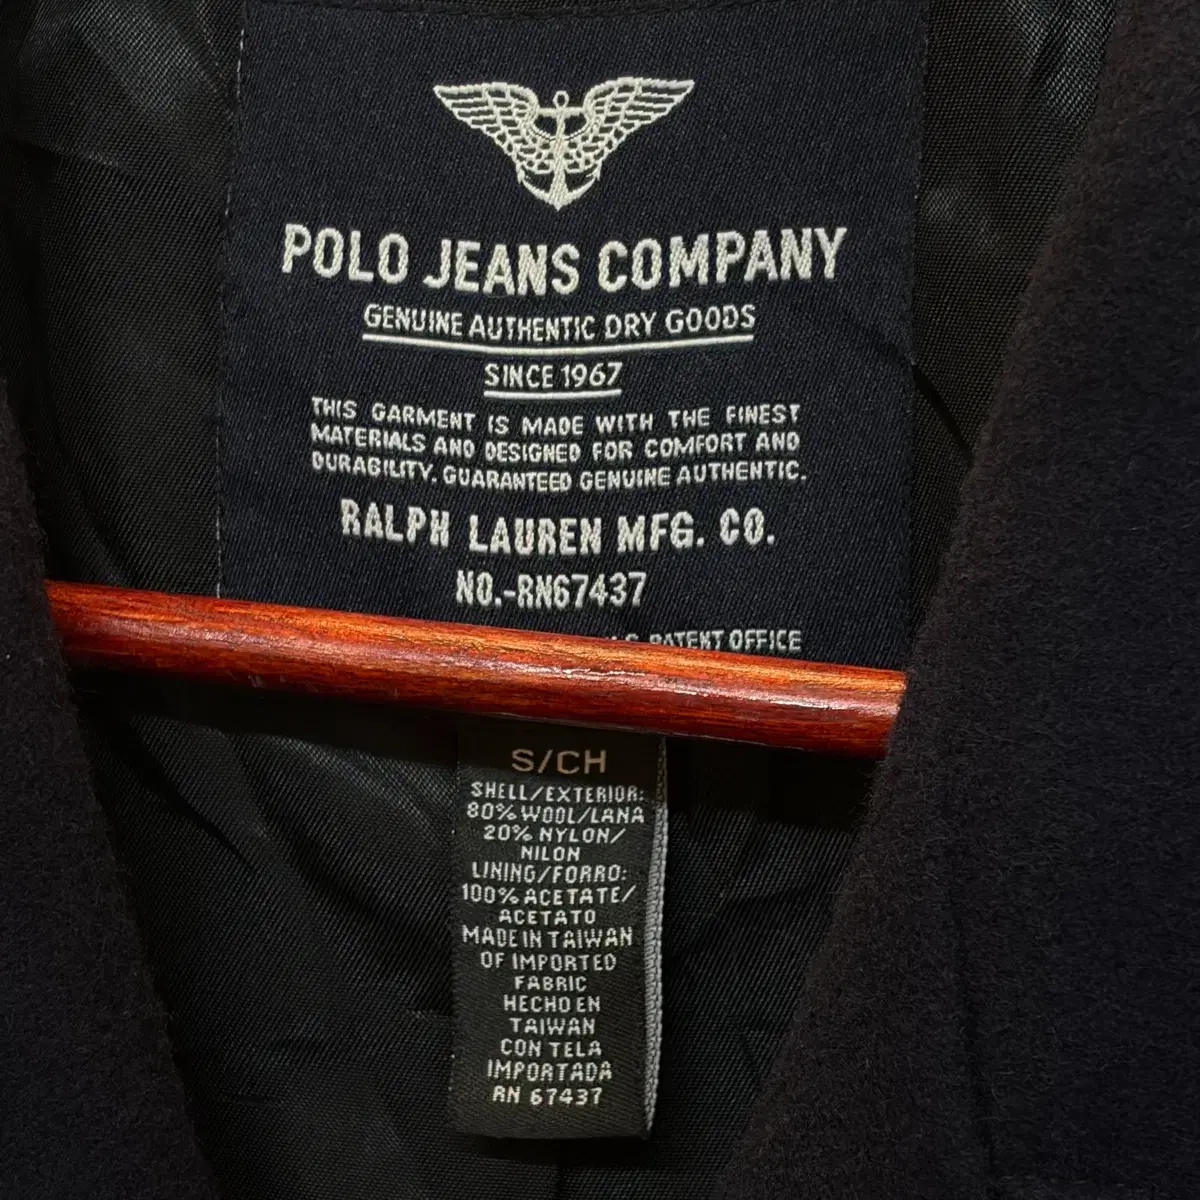 POLO JEANS COMPANY
GENUINE AUTHENTIC DRY GOODS
SINCE 1967
THIS GARMENT IS MADE WITH THE FINEST
MATERIALS AND DESIGNED FOR COMFORT AND
DURABILITY. GUARANTEED GENUINE AUTHENTIC.
RALPH LAUREN MFG. CO.
NO.-RN67437
PATENT OFFICE
S/CH
SHELL/EXTERIOR:
80% WOOL/LANA
20% NYLON/
NILON
LINING/FORRO:
100% ACETATE/
ACETATO
MADE IN TAIWAN
OF IMPORTED
FABRIC
HECHO EN
TAIWAN
CON TELA
IMPORTADA
RN 67437